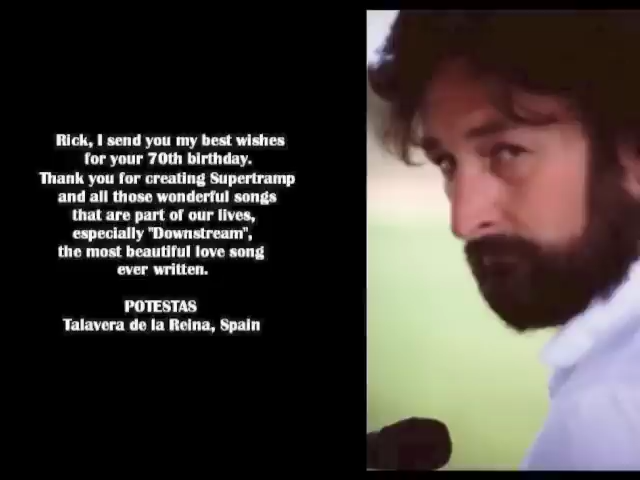 Rick, I send you my best wishes
for your 70th birthday.
Thank you for creating Supertramp
and all those wonderful songs
that are part of our lives,
especially "Downstream",
the most beautiful love song
ever written.
POTESTAS
Talavera de la Reina, Spain